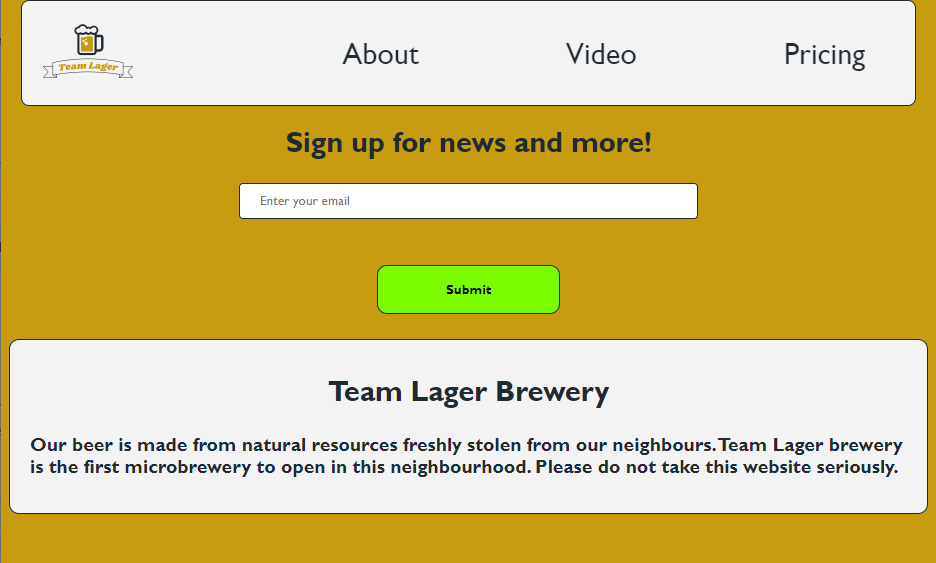 Team Lager
About Video Pricing
Sign up for news and more!
Enter your email
Submit
Team Lager Brewery
Our beer is made from natural resources freshly stolen from our neighbours. Team Lager brewery
is the first microbrewery to open in this neighbourhood. Please do not take this website seriously.